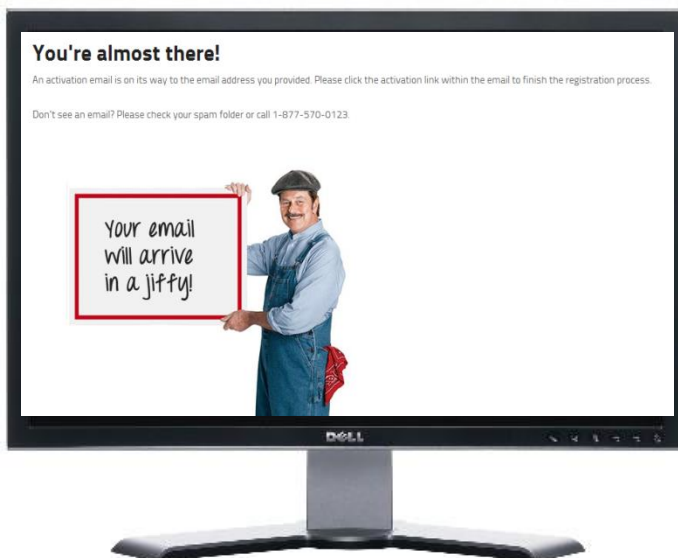 You're almost there!
An activation email is on its way to the email address you provided. Please click the activation link within the email to finish the registration process.
Don't see an email? Please check your spam folder or call 1-877-570-0123.
Your email
will arrive
in a jiffy!
DELL